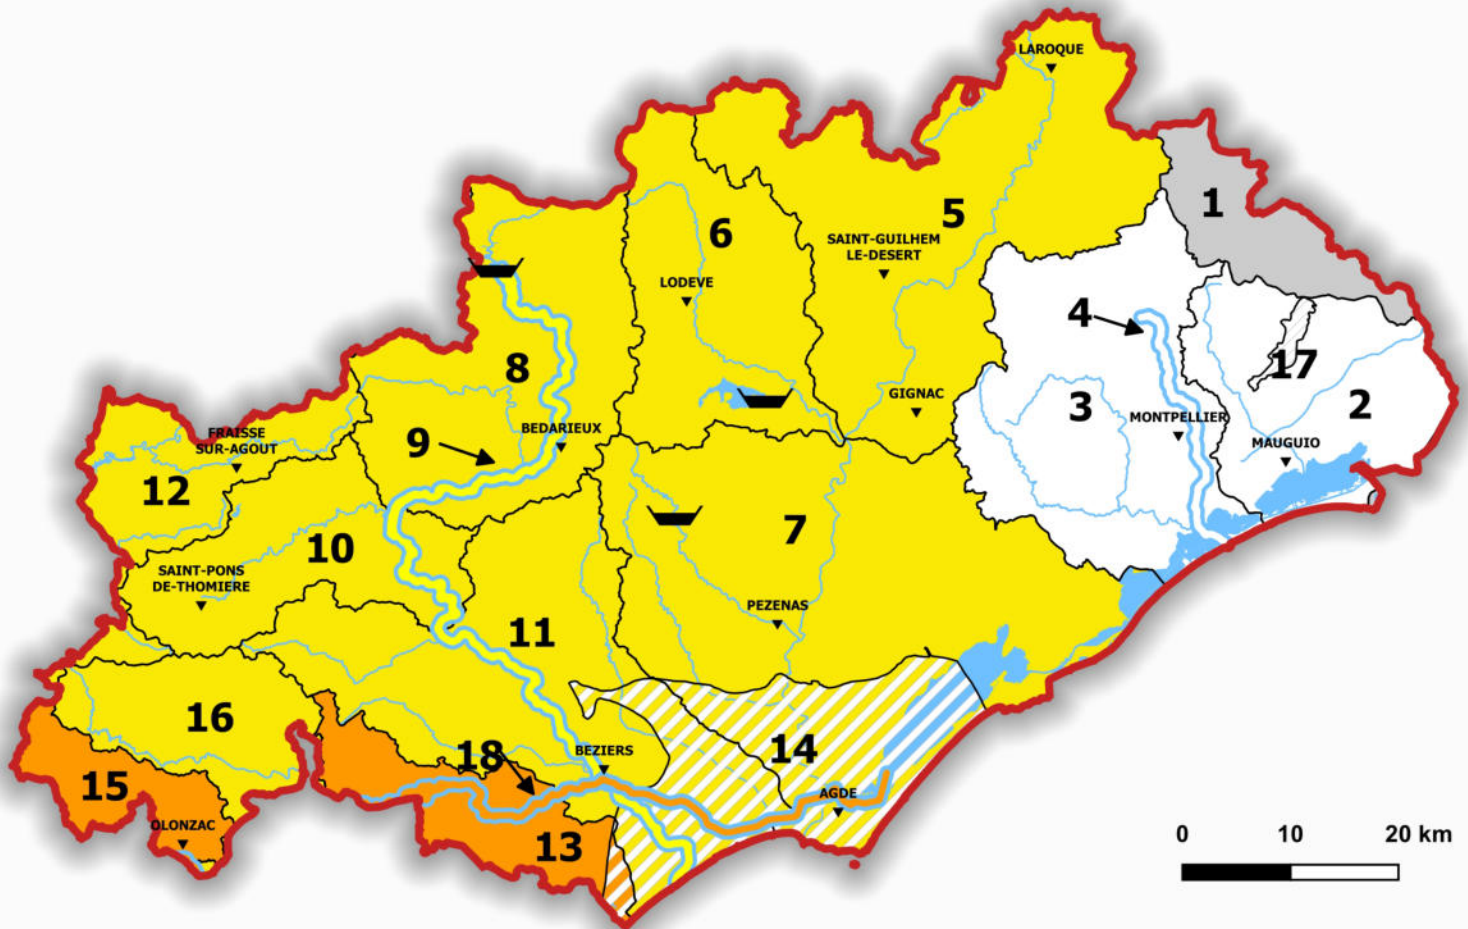 LAROQUE
1
5
6
SAINT-GUILHEM
LE-DESERT
LODEVE
4
8
17
GIGNAC
3
2
MONTPELLIER
BEDARIEUX
9
MAUGUIO
FRAISSE
SUR-AGOUT
12
7
10
SAINT-PONS
DE-THOMIERE
PEZENAS
11
16
14
18
BEZIERS
15
AGDE
OLONZAC
13
0 10 20 km